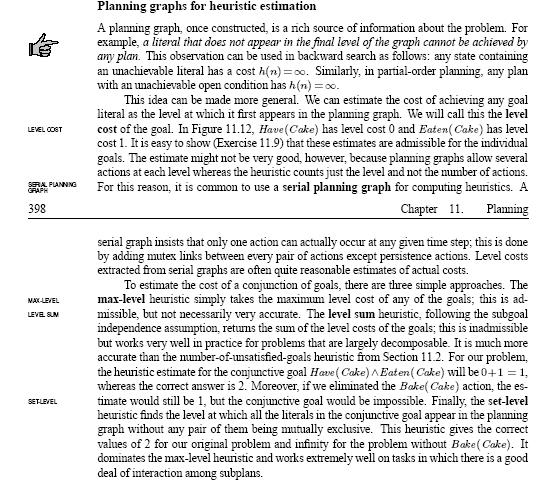 Planning graphs for heuristic estimation
A planning graph, once constructed, is a rich source of information about the problem. For
example, a literal that does not appear in the final level of the graph cannot be achieved by
any plan. This observation can be used in backward search as follows: any state containing
an unachievable literal has a cost h(n)=∞. Similarly, in partial-order planning, any plan
with an unachievable open condition has h(n)=∞.
This idea can be made more general. We can estimate the cost of achieving any goal
literal as the level at which it first appears in the planning graph. We will call this the level
LEVEL COST
cost of the goal. In Figure 11.12, Have(Cake) has level cost 0 and Eaten(Cake) has level
cost 1. It is easy to show (Exercise 11.9) that these estimates are admissible for the individual
goals. The estimate might not be very good, however, because planning graphs allow several
actions at each level whereas the heuristic counts just the level and not the number of actions.
SERIAL PLANNING
GRAPH
For this reason, it is common to use a serial planning graph for computing heuristics. A
398 Chapter 11. Planning
serial graph insists that only one action can actually occur at any given time step; this is done
by adding mutex links between every pair of actions except persistence actions. Level costs
extracted from serial graphs are often quite reasonable estimates of actual costs.
To estimate the cost of a conjunction of goals, there are three simple approaches. The
MAX-LEVEL
max-level heuristic simply takes the maximum level cost of any of the goals; this is ad-
LEVEL SUM
missible, but not necessarily very accurate. The level sum heuristic, following the subgoal
independence assumption, returns the sum of the level costs of the goals; this is inadmissible
but works very well in practice for problems that are largely decomposable. It is much more
accurate than the number-of-unsatisfied-goals heuristic from Section 11.2. For our problem,
the heuristic estimate for the conjunctive goal Have(Cake)∧Eaten(Cake) will be 0+1 = 1,
whereas the correct answer is 2. Moreover, if we eliminated the Bake(Cake) action, the es-
SET-LEVEL
timate would still be 1, but the conjunctive goal would be impossible. Finally, the set-level
heuristic finds the level at which all the literals in the conjunctive goal appear in the planning
graph without any pair of them being mutually exclusive. This heuristic gives the correct
values of 2 for our original problem and infinity for the problem without Bake(Cake). It
dominates the max-level heuristic and works extremely well on tasks in which there is a good
deal of interaction among subplans.